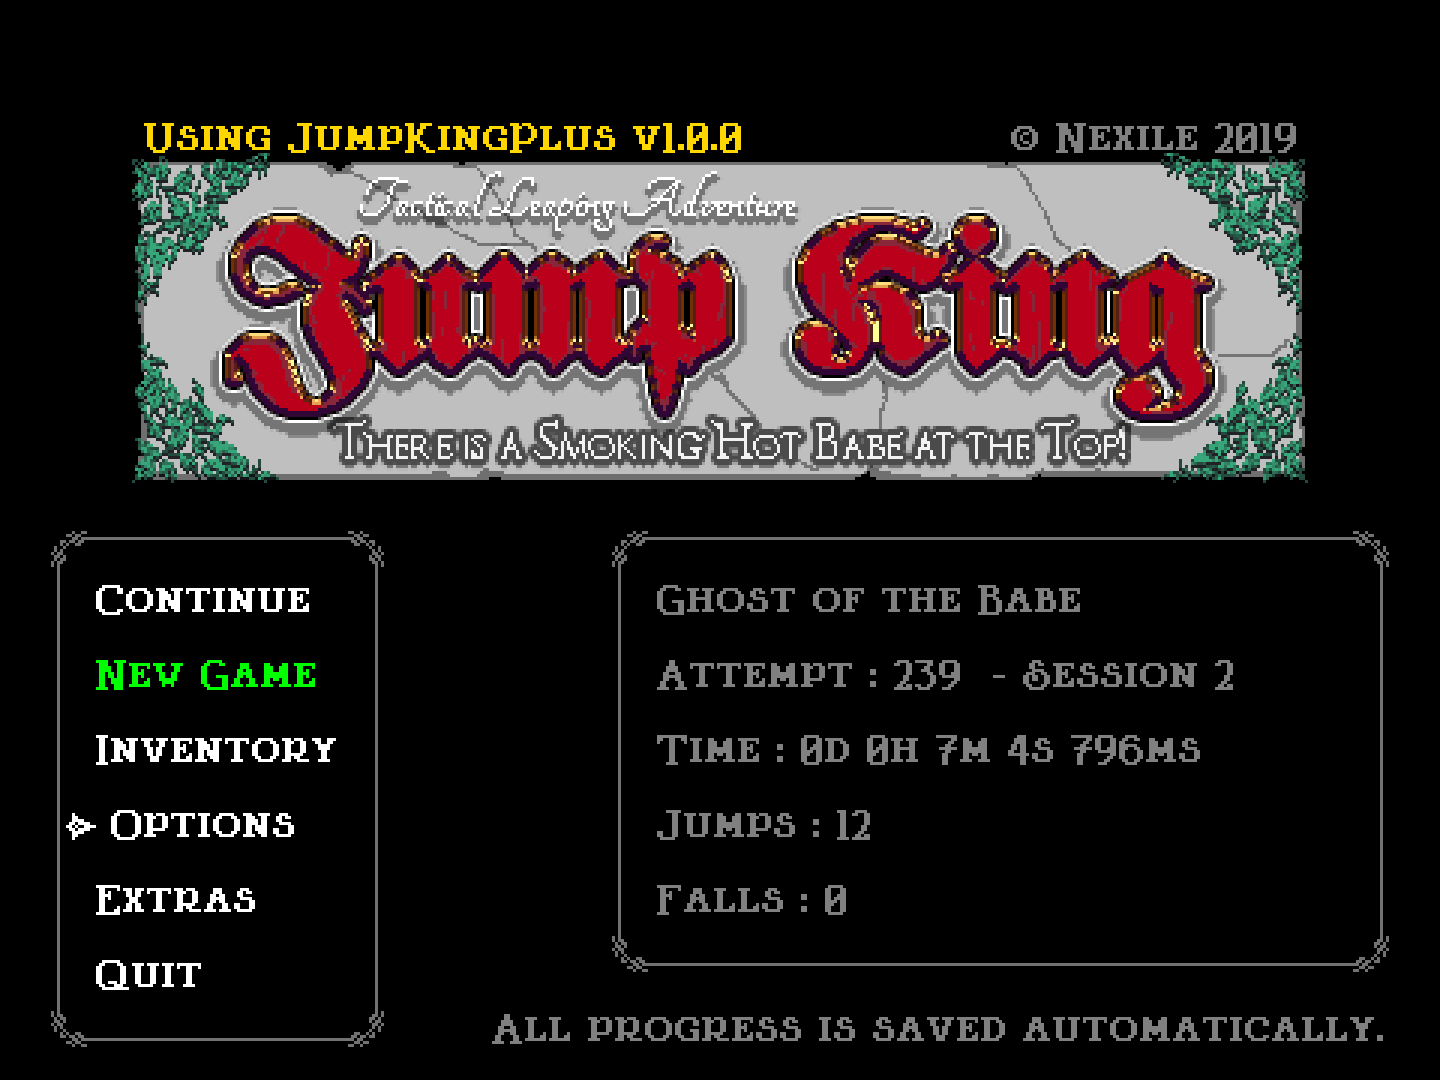 Using JumpKingPlus v1.0.0
© Nexile 2019
Tactical Leaping Adventure
Jump King
There is a Smoking Hot Babe at the Top!
Continue
New Game
Inventory
Options
Extras
Quit
Ghost of the Babe
Attempt : 239 - Session 2
Time : 0d 0h 7m 4s 796ms
Jumps : 12
Falls : 0
All progress is saved automatically.